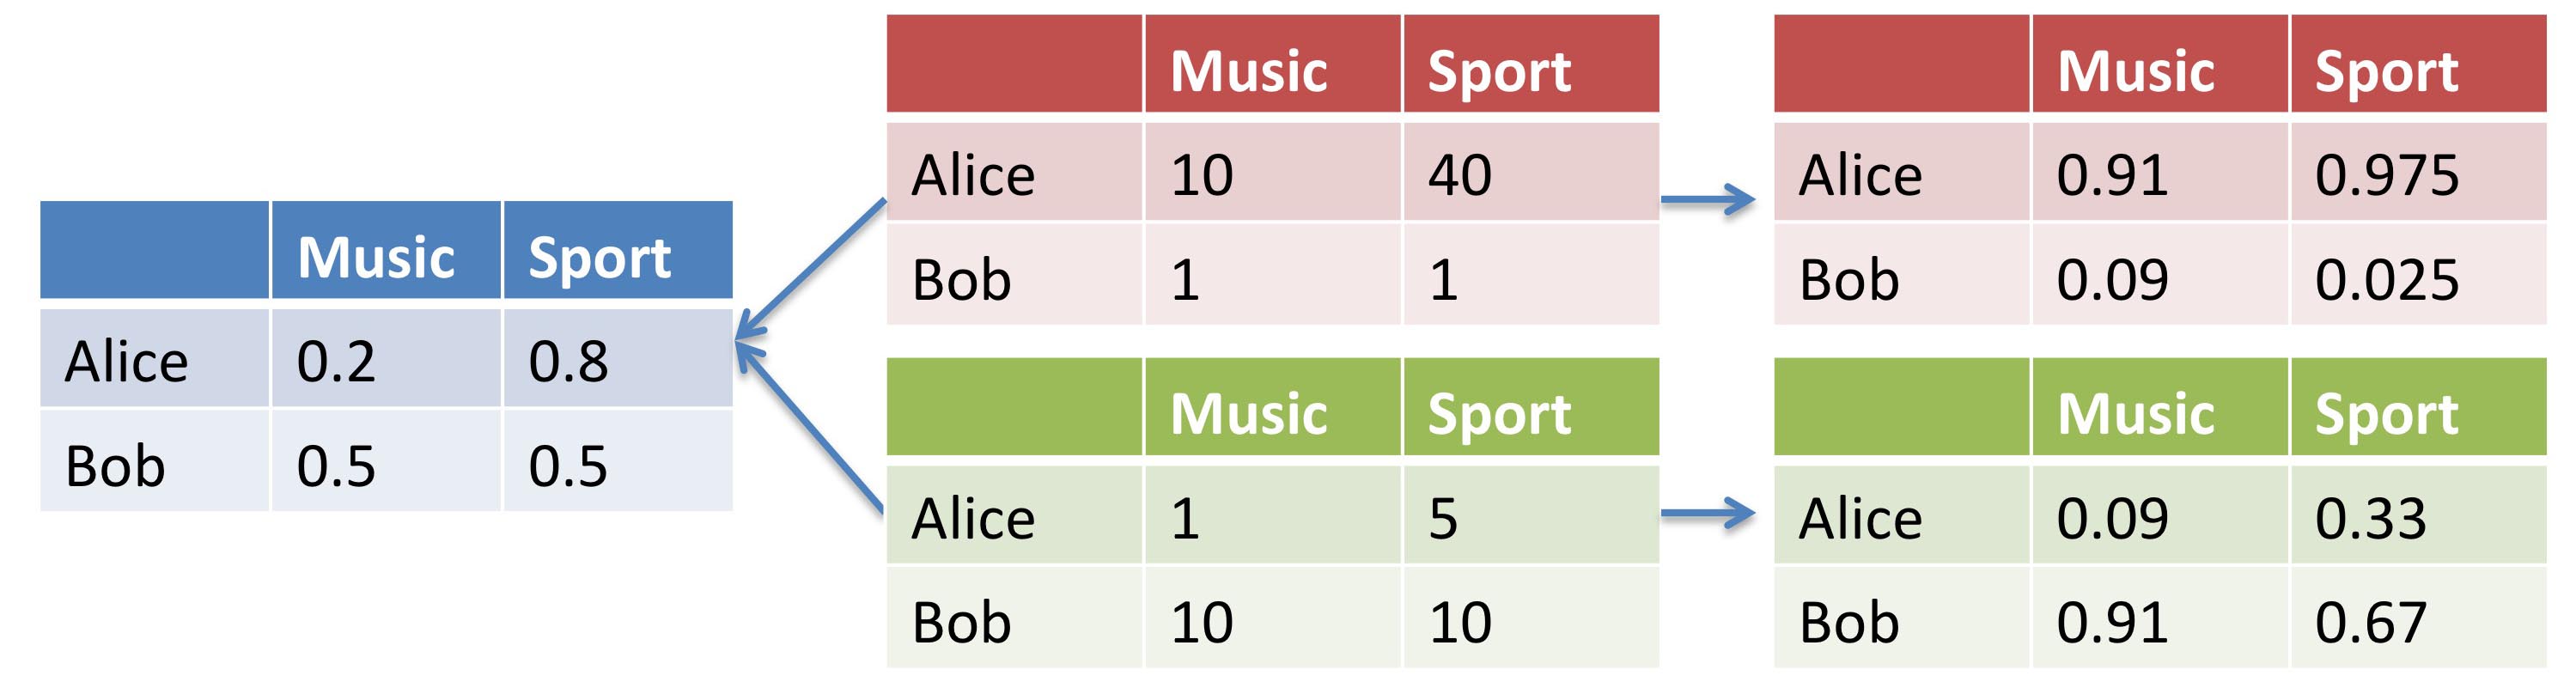 Music Sport
Alice 0.2 0.8
Bob 0.5 0.5
Music Sport
Alice 10 40
Bob 1 1
Music Sport
Alice 1 5
Bob 10 10
Music Sport
Alice 0.91 0.975
Bob 0.09 0.025
Music Sport
Alice 0.09 0.33
Bob 0.91 0.67